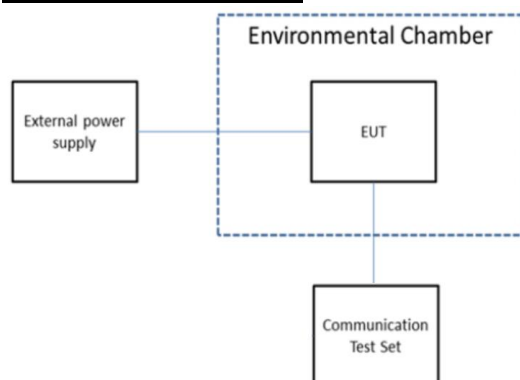 Environmental Chamber
External power
supply
EUT
Communication
Test Set